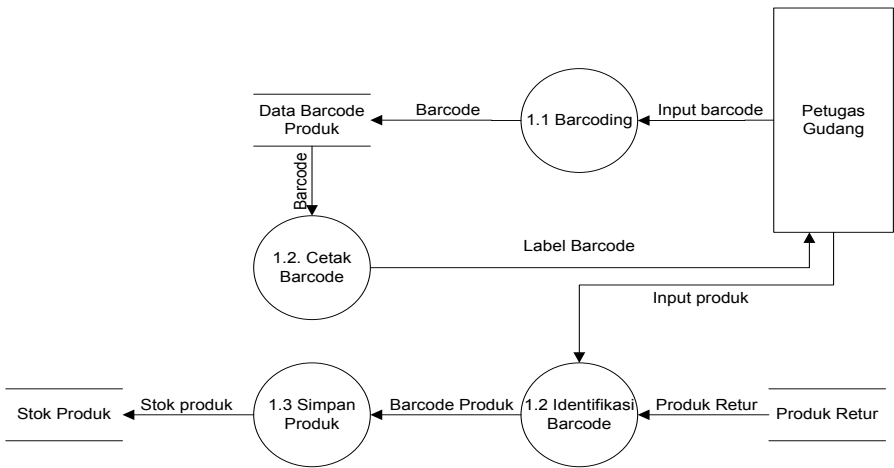 Data Barcode
Produk
Barcode
1.1 Barcoding
Input barcode
Petugas
Gudang
Barcode
1.2. Cetak
Barcode
Label Barcode
Input produk
Stok Produk
Stok produk
1.3 Simpan
Produk
Barcode Produk
1.2 Identifikasi
Barcode
Produk Retur
Produk Retur